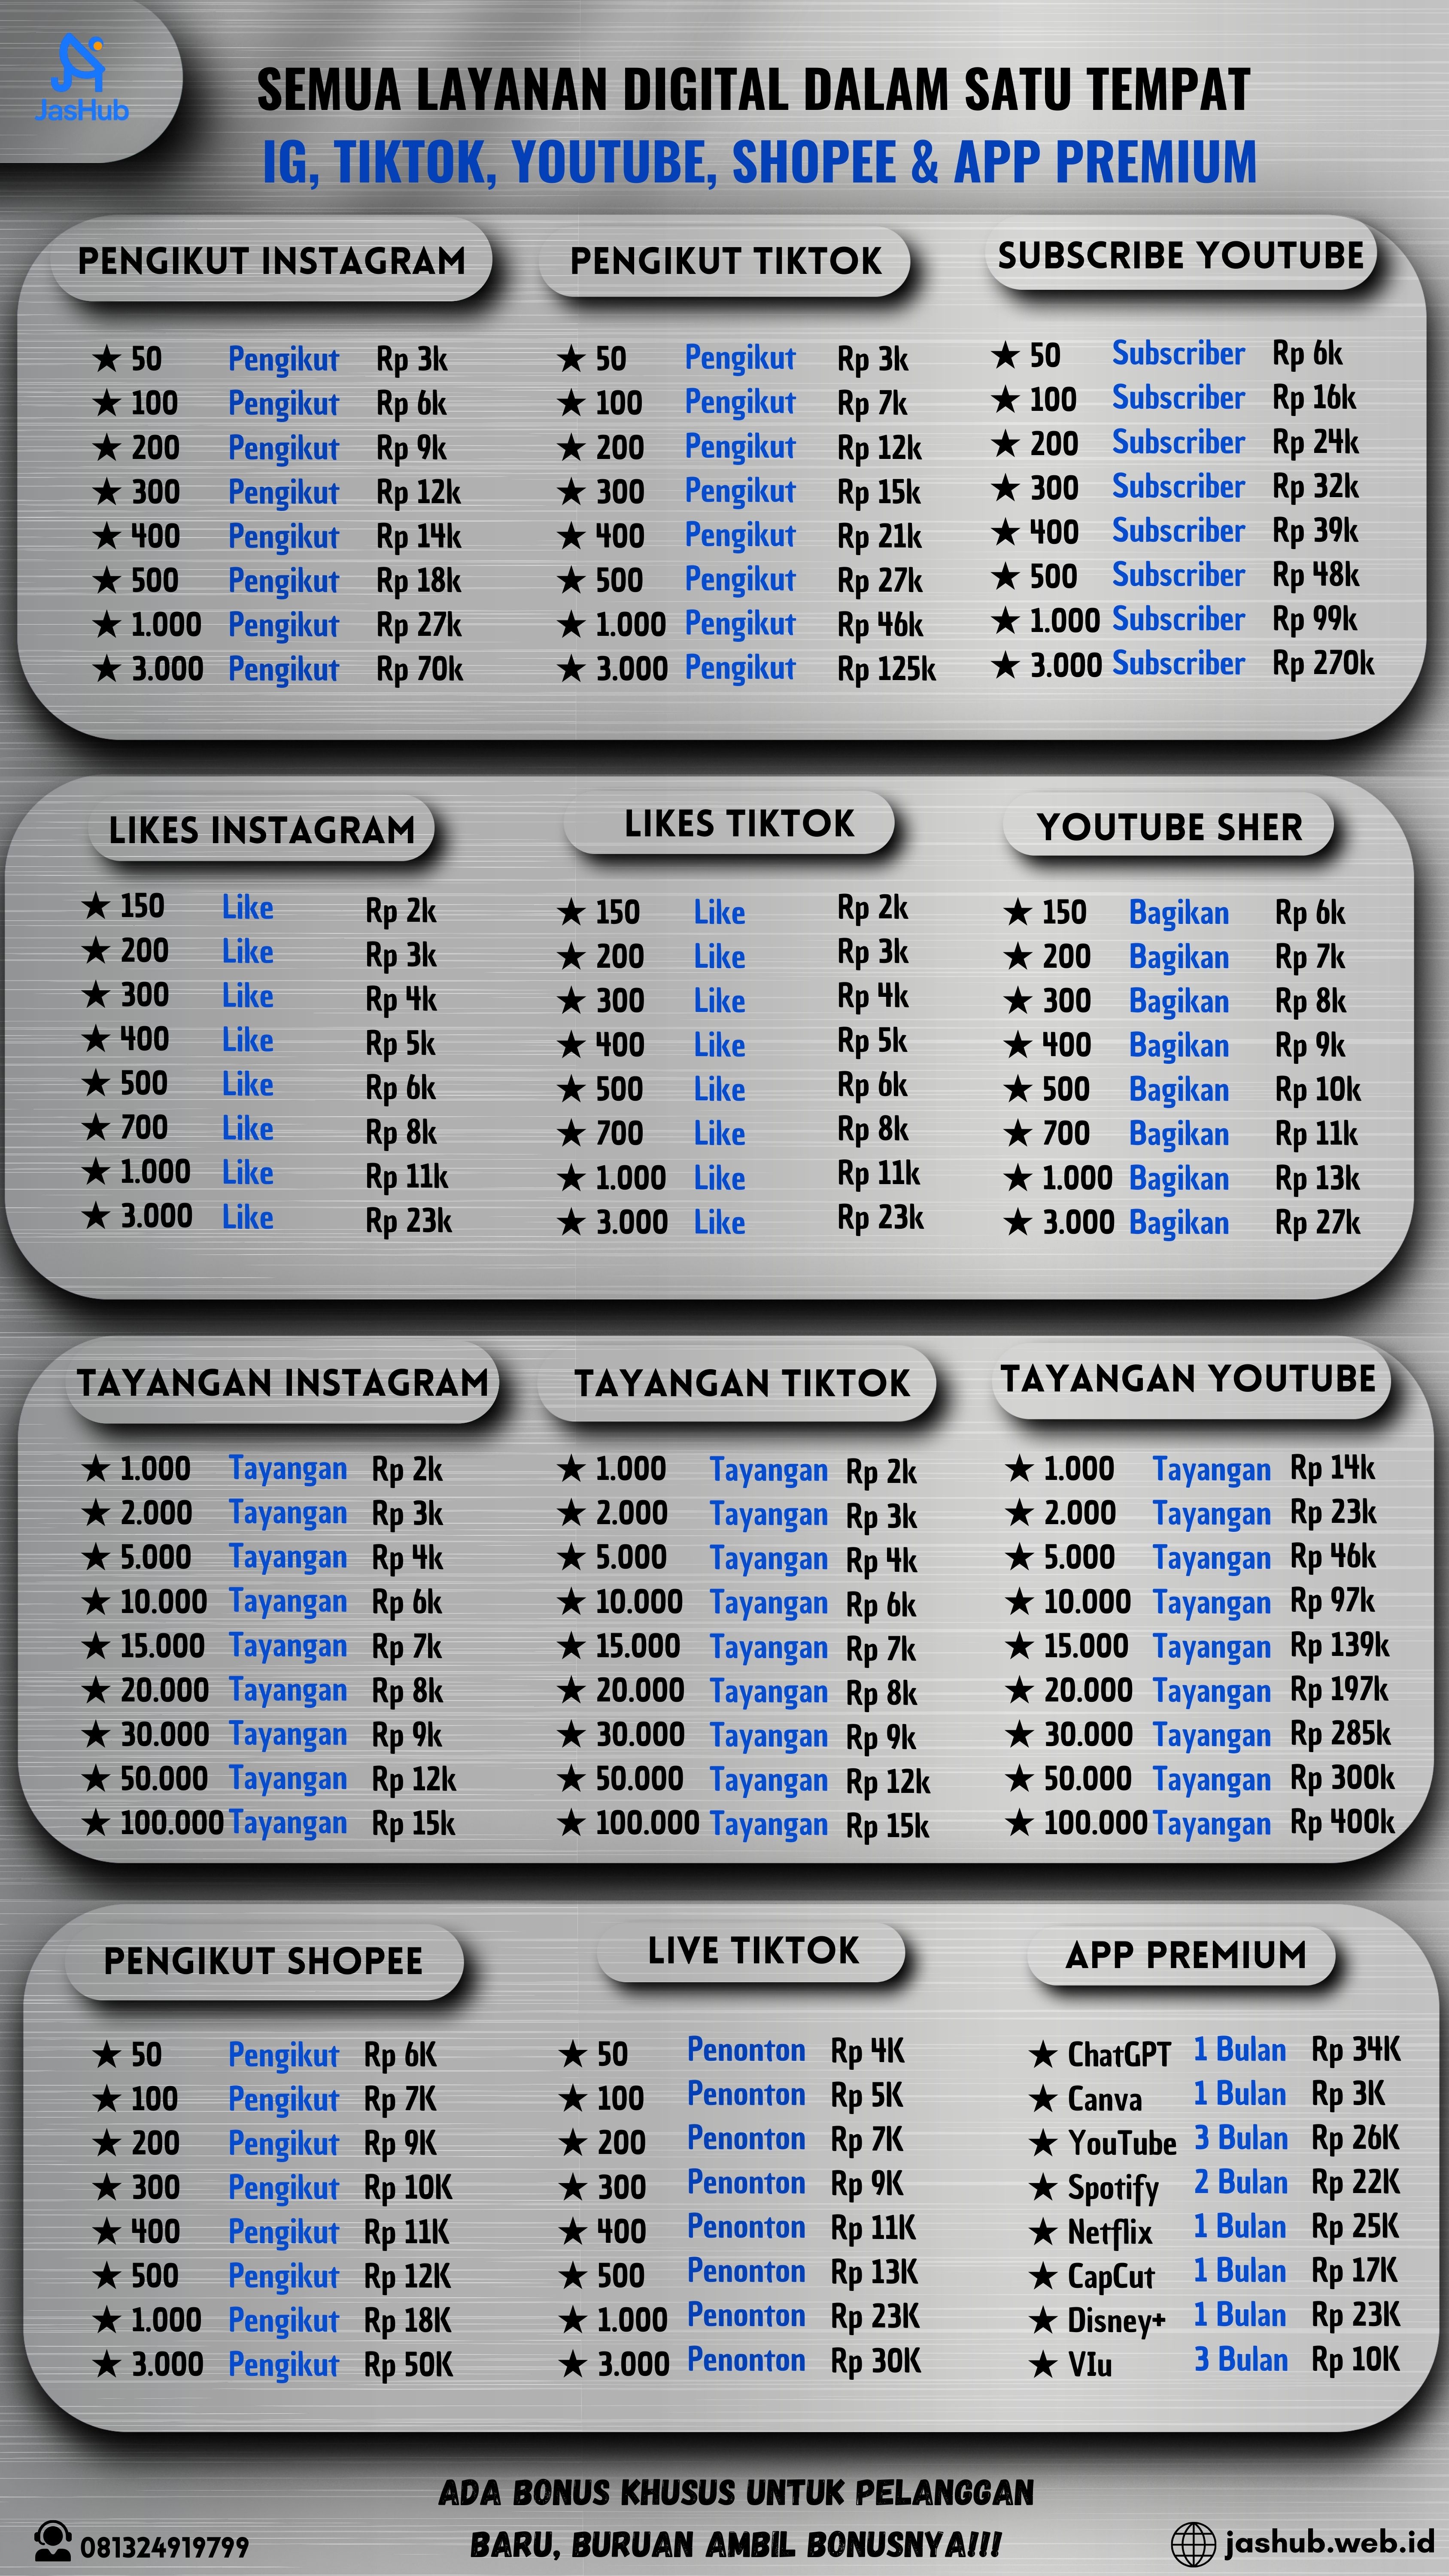 JasHub
SEMUA LAYANAN DIGITAL DALAM SATU TEMPAT
IG, TIKTOK, YOUTUBE, SHOPEE & APP PREMIUM
PENGIKUT INSTAGRAM
★ 50 Pengikut Rp 3k
★ 100 Pengikut Rp 6k
★ 200 Pengikut Rp 9k
★ 300 Pengikut Rp 12k
★ 400 Pengikut Rp 14k
★ 500 Pengikut Rp 18k
★ 1.000 Pengikut Rp 27k
★ 3.000 Pengikut Rp 70k
PENGIKUT TIKTOK
★ 50 Pengikut Rp 3k
★ 100 Pengikut Rp 7k
★ 200 Pengikut Rp 12k
★ 300 Pengikut Rp 15k
★ 400 Pengikut Rp 21k
★ 500 Pengikut Rp 27k
★ 1.000 Pengikut Rp 46k
★ 3.000 Pengikut Rp 125k
SUBSCRIBE YOUTUBE
★ 50 Subscriber Rp 6k
★ 100 Subscriber Rp 16k
★ 200 Subscriber Rp 24k
★ 300 Subscriber Rp 32k
★ 400 Subscriber Rp 39k
★ 500 Subscriber Rp 48k
★ 1.000 Subscriber Rp 99k
★ 3.000 Subscriber Rp 270k
LIKES INSTAGRAM
★ 150 Like Rp 2k
★ 200 Like Rp 3k
★ 300 Like Rp 4k
★ 400 Like Rp 5k
★ 500 Like Rp 6k
★ 700 Like Rp 8k
★ 1.000 Like Rp 11k
★ 3.000 Like Rp 23k
LIKES TIKTOK
★ 150 Like Rp 2k
★ 200 Like Rp 3k
★ 300 Like Rp 4k
★ 400 Like Rp 5k
★ 500 Like Rp 6k
★ 700 Like Rp 8k
★ 1.000 Like Rp 11k
★ 3.000 Like Rp 23k
YOUTUBE SHER
★ 150 Bagikan Rp 6k
★ 200 Bagikan Rp 7k
★ 300 Bagikan Rp 8k
★ 400 Bagikan Rp 9k
★ 500 Bagikan Rp 10k
★ 700 Bagikan Rp 11k
★ 1.000 Bagikan Rp 13k
★ 3.000 Bagikan Rp 27k
TAYANGAN INSTAGRAM
★ 1.000 Tayangan Rp 2k
★ 2.000 Tayangan Rp 3k
★ 5.000 Tayangan Rp 4k
★ 10.000 Tayangan Rp 6k
★ 15.000 Tayangan Rp 7k
★ 20.000 Tayangan Rp 8k
★ 30.000 Tayangan Rp 9k
★ 50.000 Tayangan Rp 12k
★ 100.000 Tayangan Rp 15k
TAYANGAN TIKTOK
★ 1.000 Tayangan Rp 2k
★ 2.000 Tayangan Rp 3k
★ 5.000 Tayangan Rp 4k
★ 10.000 Tayangan Rp 6k
★ 15.000 Tayangan Rp 7k
★ 20.000 Tayangan Rp 8k
★ 30.000 Tayangan Rp 9k
★ 50.000 Tayangan Rp 12k
★ 100.000 Tayangan Rp 15k
TAYANGAN YOUTUBE
★ 1.000 Tayangan Rp 14k
★ 2.000 Tayangan Rp 23k
★ 5.000 Tayangan Rp 46k
★ 10.000 Tayangan Rp 97k
★ 15.000 Tayangan Rp 139k
★ 20.000 Tayangan Rp 197k
★ 30.000 Tayangan Rp 285k
★ 50.000 Tayangan Rp 300k
★ 100.000 Tayangan Rp 400k
PENGIKUT SHOPEE
★ 50 Pengikut Rp 6K
★ 100 Pengikut Rp 7K
★ 200 Pengikut Rp 9K
★ 300 Pengikut Rp 10K
★ 400 Pengikut Rp 11K
★ 500 Pengikut Rp 12K
★ 1.000 Pengikut Rp 18K
★ 3.000 Pengikut Rp 50K
LIVE TIKTOK
★ 50 Penonton Rp 4K
★ 100 Penonton Rp 5K
★ 200 Penonton Rp 7K
★ 300 Penonton Rp 9K
★ 400 Penonton Rp 11K
★ 500 Penonton Rp 13K
★ 1.000 Penonton Rp 23K
★ 3.000 Penonton Rp 30K
APP PREMIUM
★ ChatGPT 1 Bulan Rp 34K
★ Canva 1 Bulan Rp 3K
★ YouTube 3 Bulan Rp 26K
★ Spotify 2 Bulan Rp 22K
★ Netflix 1 Bulan Rp 25K
★ CapCut 1 Bulan Rp 17K
★ Disney+ 1 Bulan Rp 23K
★ VIu 3 Bulan Rp 10K
ADA BONUS KHUSUS UNTUK PELANGGAN
BARU, BURUAN AMBIL BONUSNYA!!!
081324919799
jashub.web.id